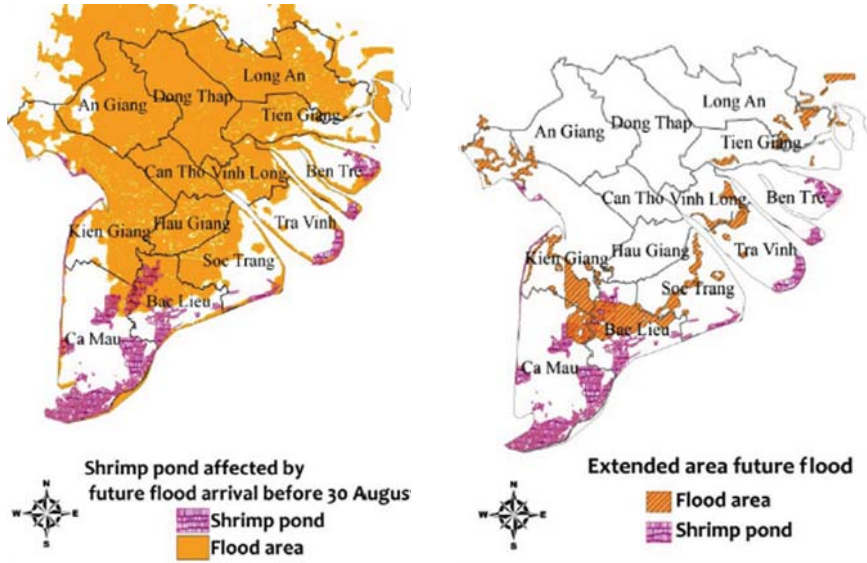 Long An
An Giang
Dong Thap
Tien Giang
Can Tho
Vinh Long
Ben Tre
Kien Giang
Hau Giang
Tra Vinh
Soc Trang
Bac Lieu
Ca Mau
Shrimp pond affected by
future flood arrival before 30 Augus
N
W
E
S
Shrimp pond
Flood area
Long An
Dong Thap
An Giang
Tien Giang
Can Tho
Vinh Long
Ben Tre
Hau Giang
Tra Vinh
Kien Giang
Soc Trang
Bac Lieu
Ca Mau
Extended area future flood
N
W
E
S
Flood area
Shrimp pond